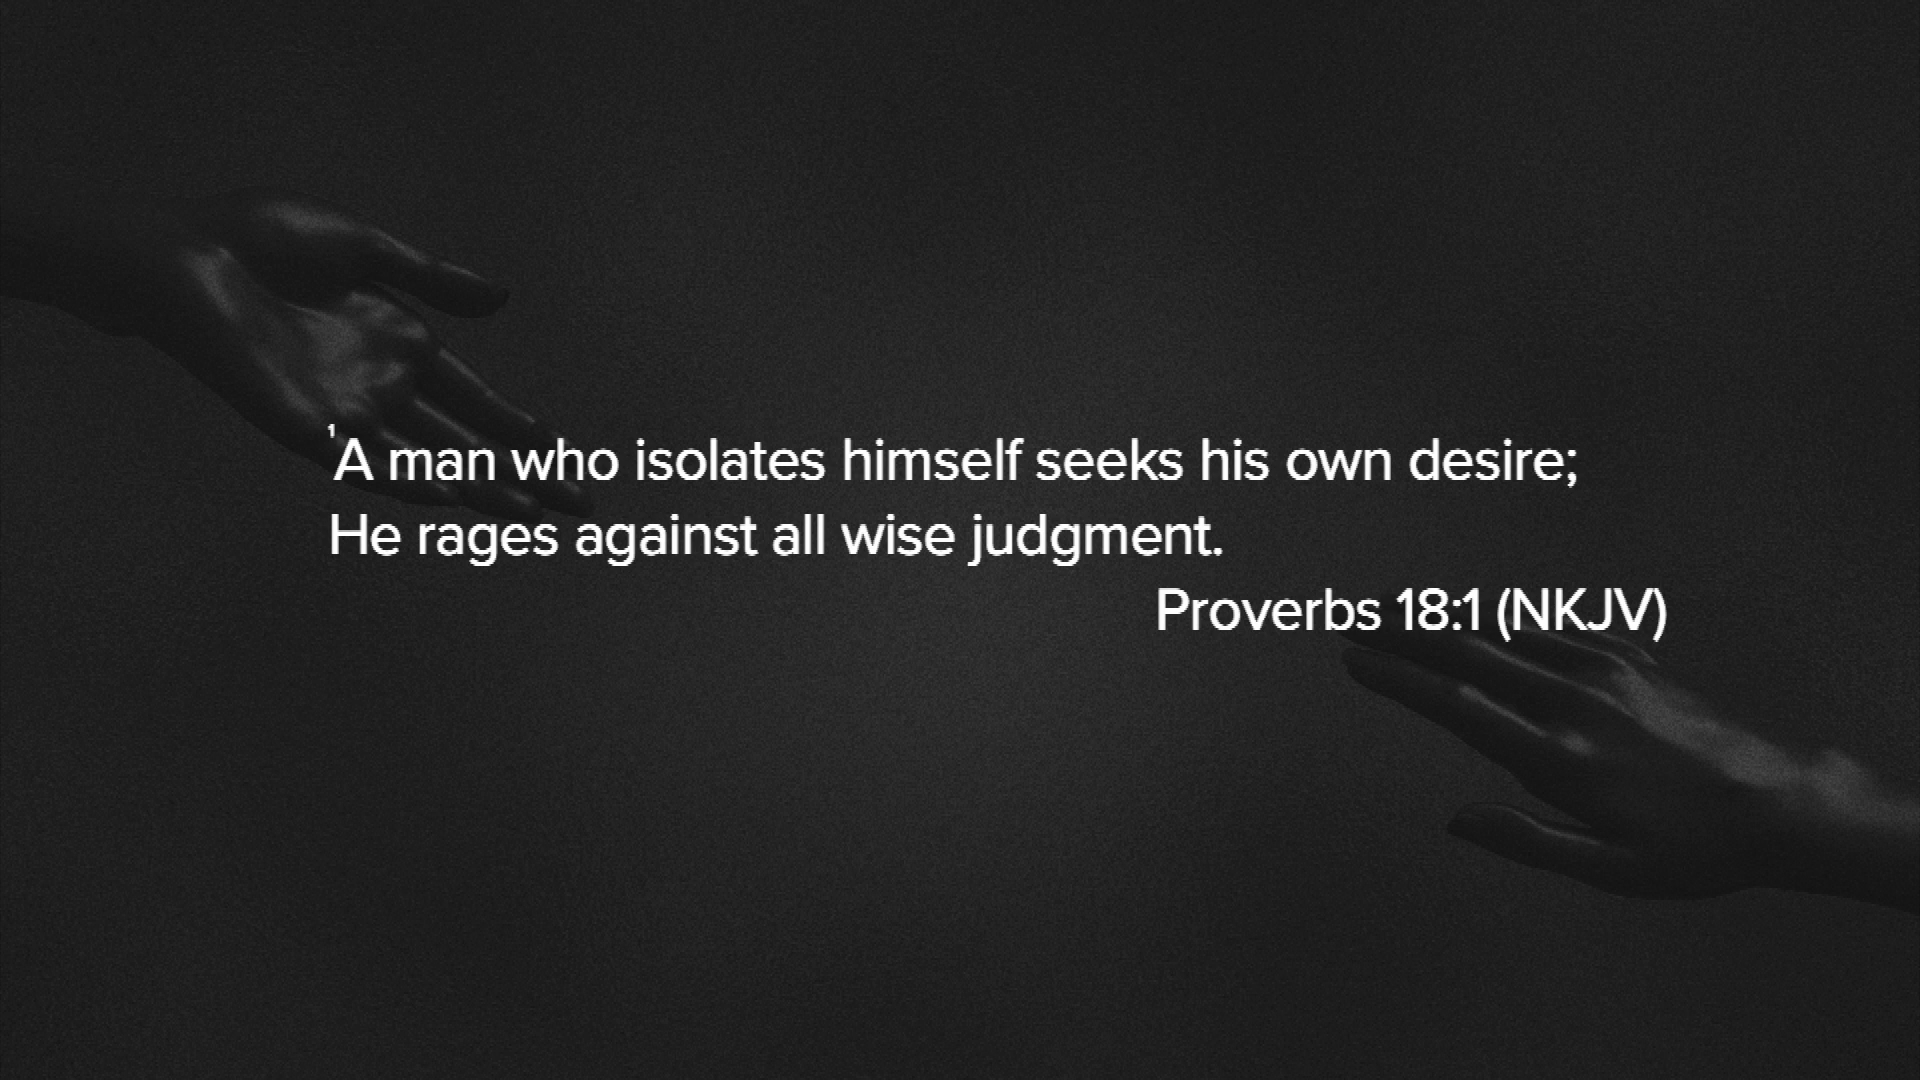 ¹A man who isolates himself seeks his own desire;
He rages against all wise judgment.
Proverbs 18:1 (NKJV)